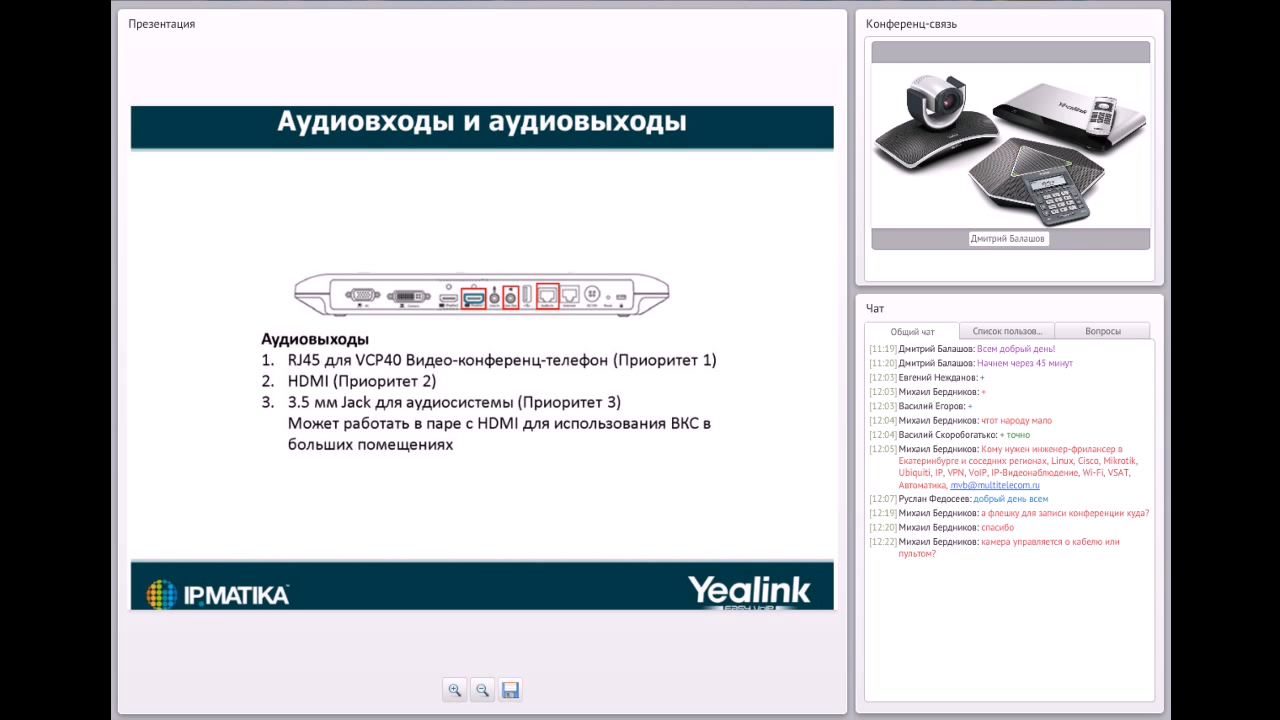 Презентация
Аудиовходы и аудиовыходы
Аудиовыходы
1. RJ45 для VCP40 Видео-конференц-телефон (Приоритет 1)
2. HDMI (Приоритет 2)
3. 3.5 мм Jack для аудиосистемы (Приоритет 3)
Может работать в паре с HDMI для использования ВКС в
больших помещениях
IPMATIKA
Yealink
EASY VoIP
Конференц-связь
Yealink
Дмитрий Балашов
Чат
Общий чат
Список пользов...
Вопросы
[11:19] Дмитрий Балашов: Всем добрый день!
[11:20] Дмитрий Балашов: Начнем через 45 минут
[12:03] Евгений Нежданов: +
[12:03] Михаил Бердников: +
[12:03] Василий Егоров: +
[12:04] Михаил Бердников: чтот народу мало
[12:04] Василий Скоробогатько: + точно
[12:05] Михаил Бердников: Кому нужен инженер-фрилансер в
Екатеринбурге и соседних регионах, Linux, Cisco, Mikrotik,
Ubiquiti, IP, VPN, VoIP, IP-Видеонаблюдение, Wi-Fi, VSAT,
Автоматика, mvb@multitelecom.ru
[12:07] Руслан Федосеев: добрый день всем
[12:19] Михаил Бердников: а флешку для записи конференции куда?
[12:20] Михаил Бердников: спасибо
[12:22] Михаил Бердников: камера управляется о кабелю или
пультом?